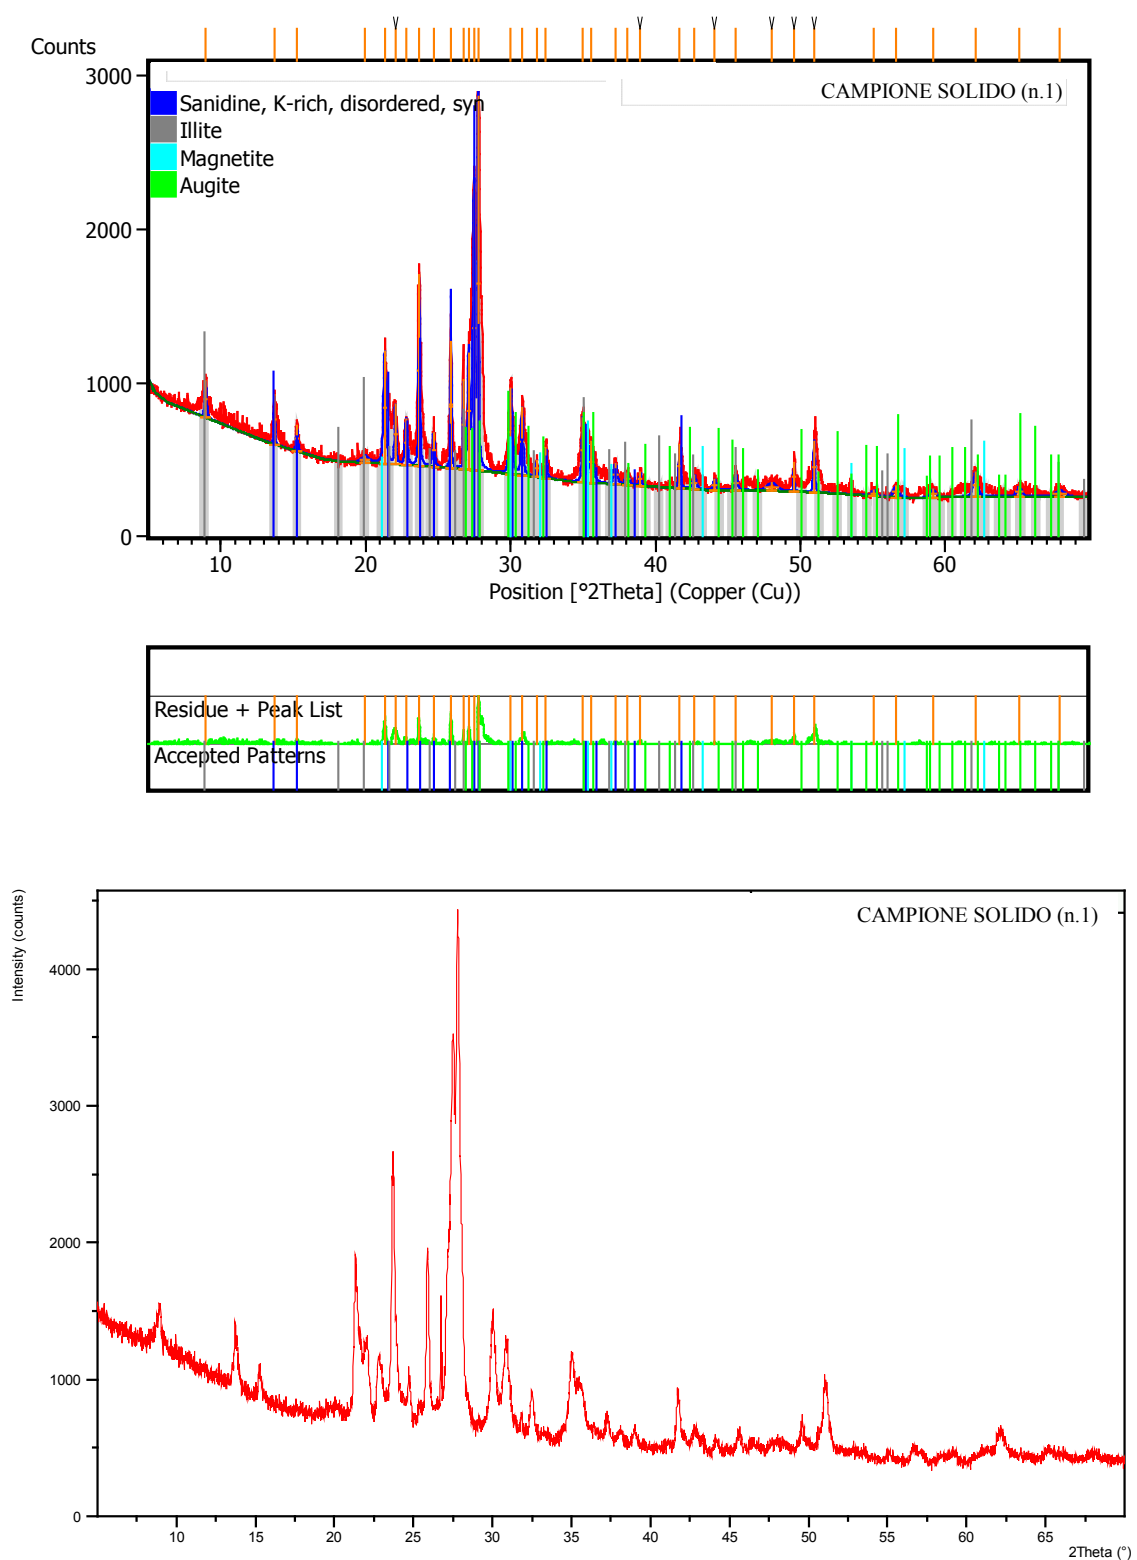 Counts
3000
CAMPIONE SOLIDO (n.1)
Sanidine, K-rich, disordered, syn
Illite
Magnetite
Augite
2000
1000
0
10 20 30 40 50 60
Position [°2Theta] (Copper (Cu))
Residue + Peak List
Accepted Patterns
Intensity (counts)
CAMPIONE SOLIDO (n.1)
4000
3000
2000
1000
0
10 15 20 25 30 35 40 45 50 55 60 65
2Theta (°)